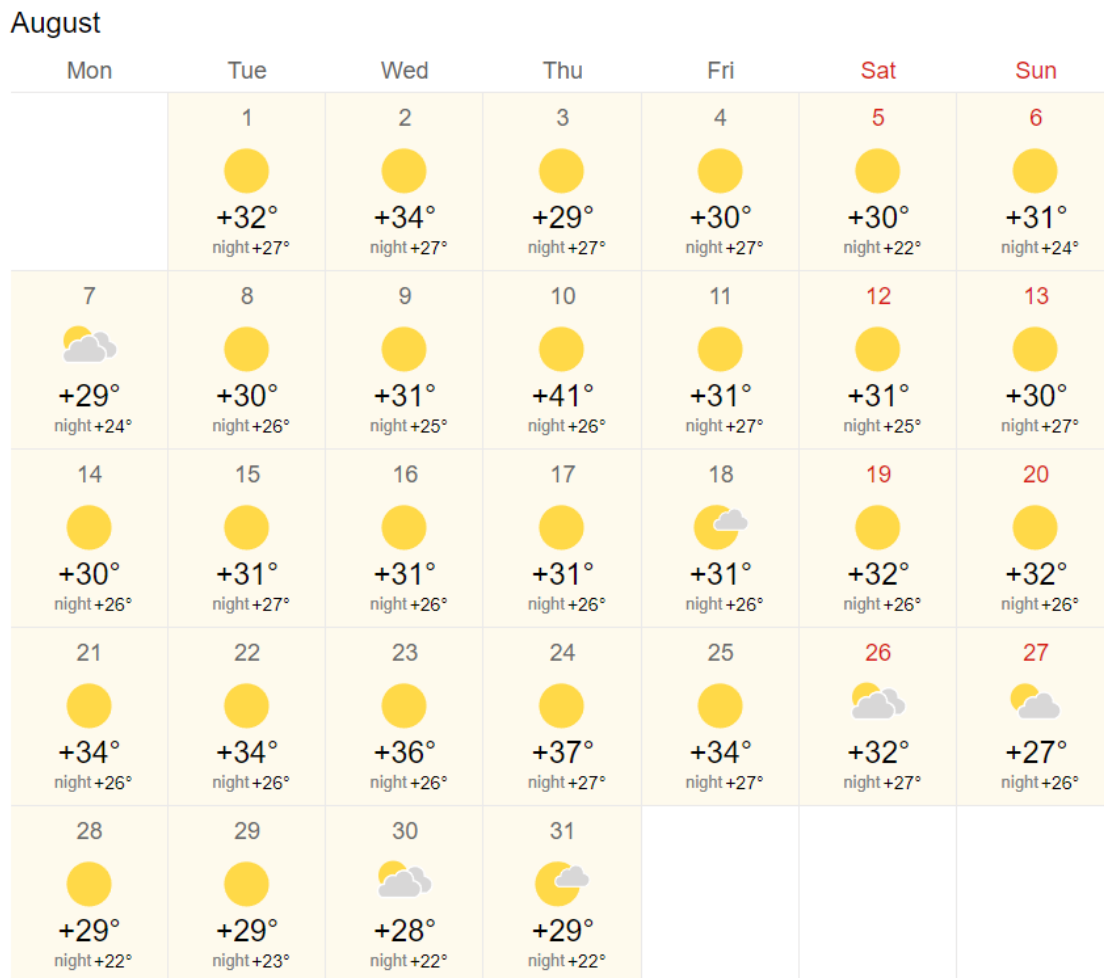 August
Mon Tue Wed Thu Fri Sat Sun
1 2 3 4 5 6
+32° +34° +29° +30° +30° +31°
night +27° night +27° night +27° night +27° night +22° night +24°
7 8 9 10 11 12 13
+29° +30° +31° +41° +31° +31° +30°
night +24° night +26° night +25° night +26° night +27° night +25° night +27°
14 15 16 17 18 19 20
+30° +31° +31° +31° +31° +32° +32°
night +26° night +27° night +26° night +26° night +26° night +26° night +26°
21 22 23 24 25 26 27
+34° +34° +36° +37° +34° +32° +27°
night +26° night +26° night +26° night +27° night +27° night +27° night +26°
28 29 30 31
+29° +29° +28° +29°
night +22° night +23° night +22° night +22°